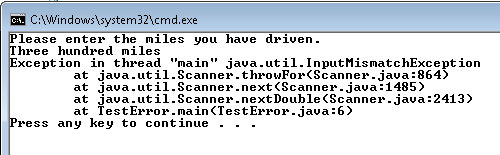 C:\Windows\system32\cmd.exe
Please enter the miles you have driven.
Three hundred miles
Exception in thread "main" java.util.InputMismatchException
at java.util.Scanner.throwFor(Scanner.java:864)
at java.util.Scanner.next(Scanner.java:1485)
at java.util.Scanner.nextDouble(Scanner.java:2413)
at TestError.main(TestError.java:6)
Press any key to continue . . .